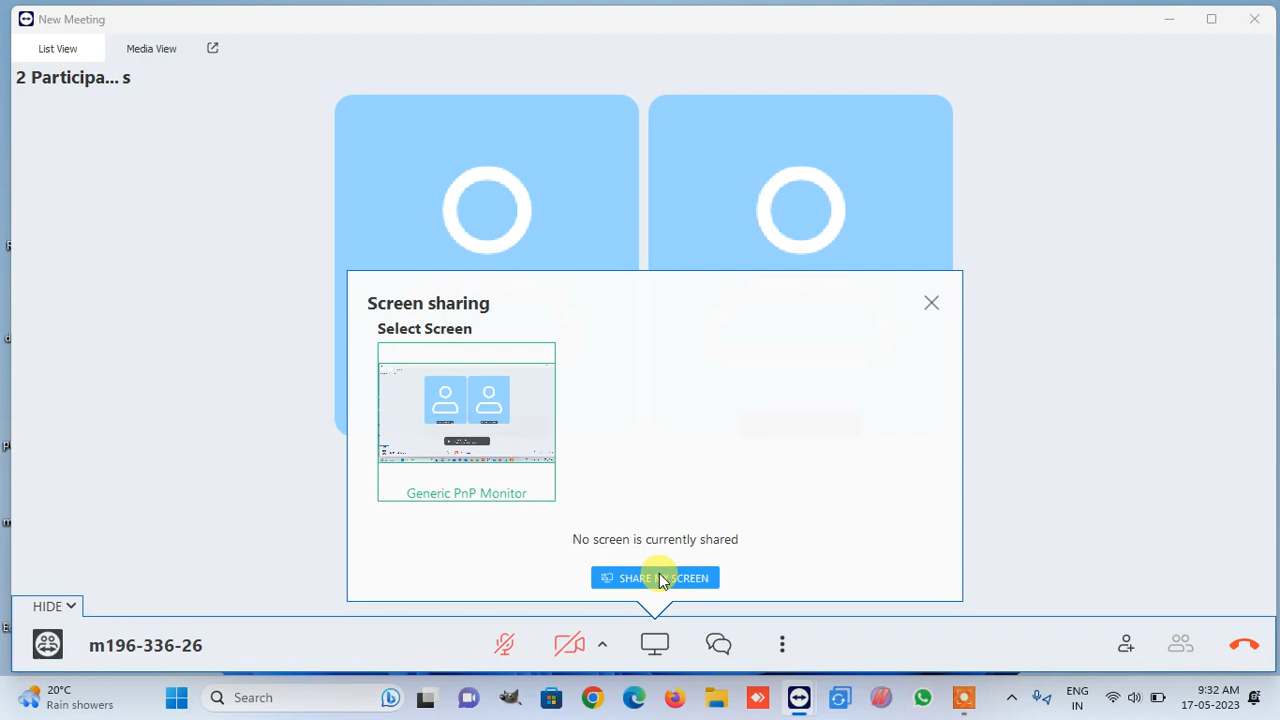 New Meeting
List View
Media View
2 Participa... s
Screen sharing
Select Screen
Generic PnP Monitor
No screen is currently shared
SHARE MY SCREEN
HIDE
m196-336-26
20°C
Rain showers
Search
ENG
IN
9:32 AM
17-05-2023